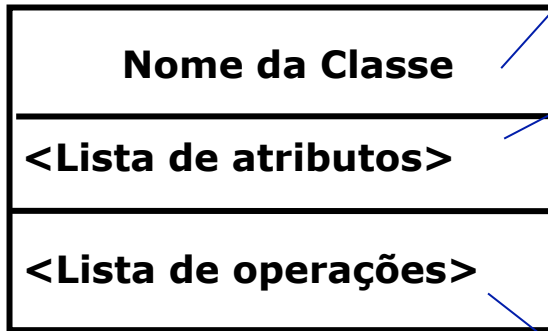 Nome da Classe
<Lista de atributos>
<Lista de operações>